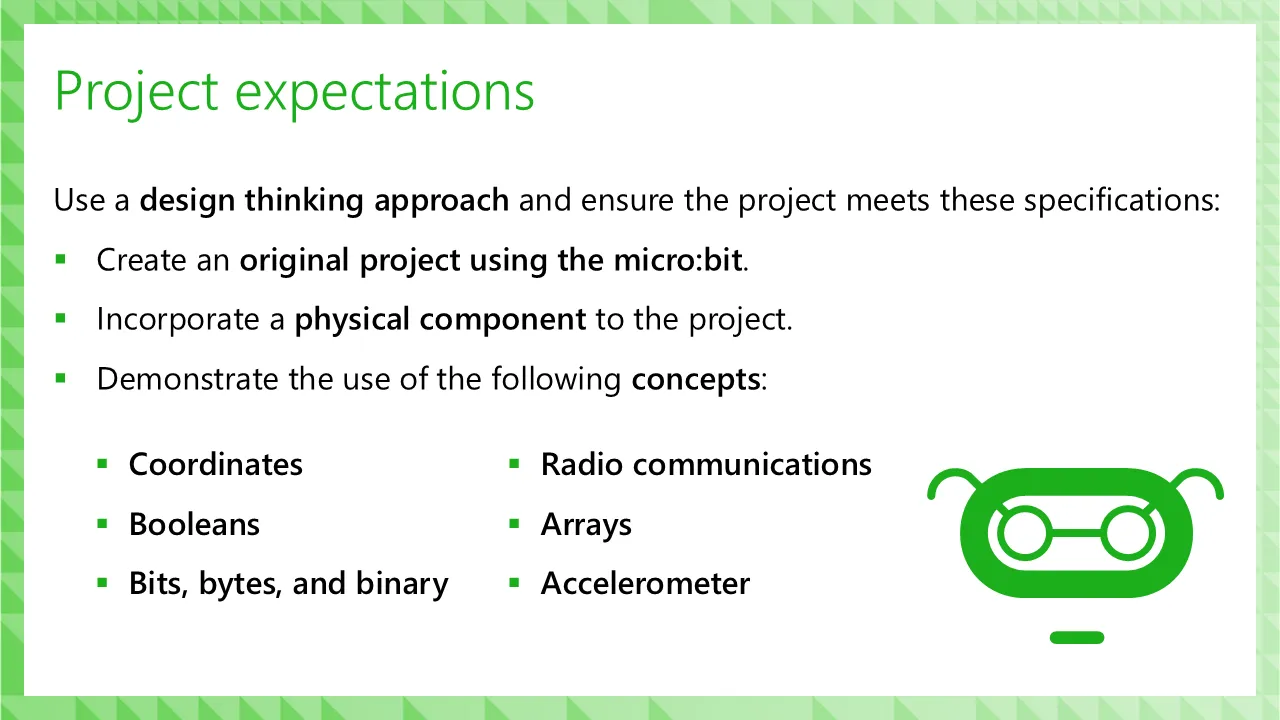 Project expectations
Use a design thinking approach and ensure the project meets these specifications:
▪ Create an original project using the micro:bit.
▪ Incorporate a physical component to the project.
▪ Demonstrate the use of the following concepts:
▪ Coordinates
▪ Booleans
▪ Bits, bytes, and binary
▪ Radio communications
▪ Arrays
▪ Accelerometer